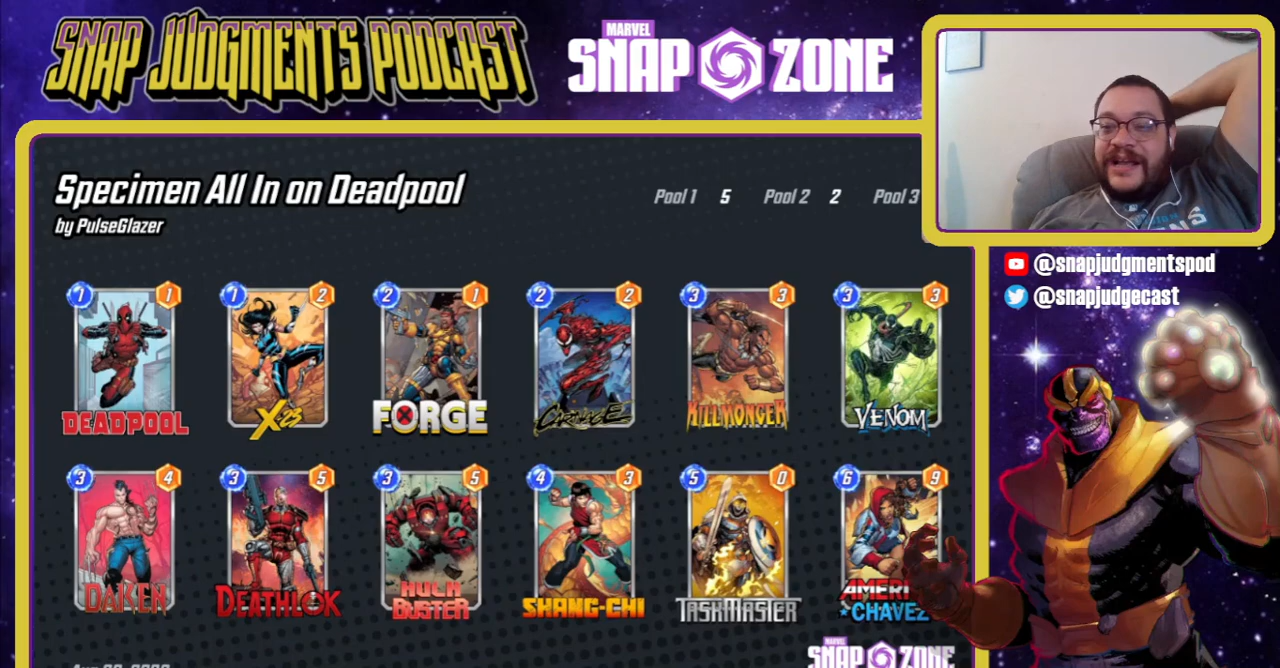 SNAP JUDGMENTS PODCAST
MARVEL
SNAP ZONE
Specimen All In on Deadpool
by PulseGlazer
Pool 1 5 Pool 2 2 Pool 3
@snapjudgmentspod
@snapjudgecast
1 1 1 2 2 1 2 2 3 3 3 3
DEADPOOL X-23 FORGE CARNAGE KILLMONGER VENOM
3 4 3 5 3 5 4 3 5 0 6 9
DAKEN DEATHLOK HULK BUSTER SHANG-CHI TASKMASTER CHAVEZ
MARVEL
SNAP ZONE